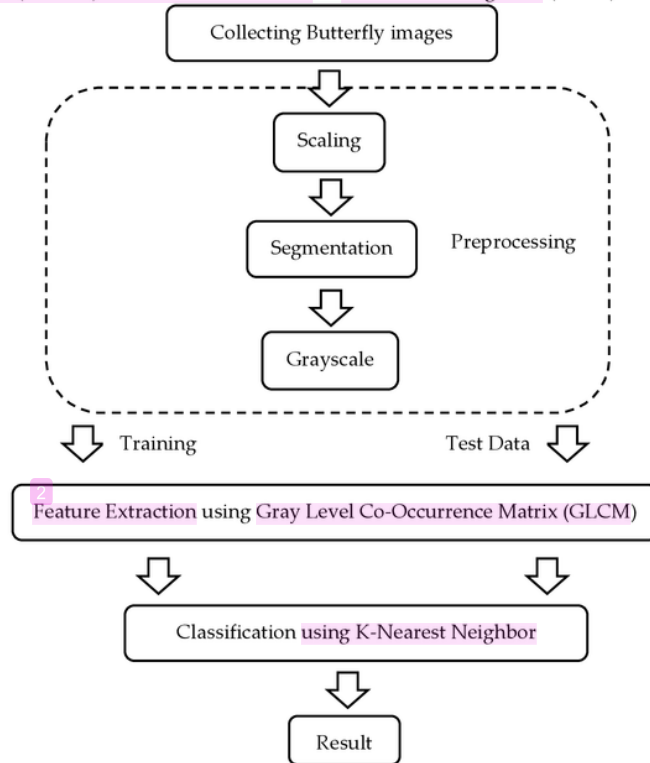 Collecting Butterfly images
Scaling
Segmentation
Preprocessing
Grayscale
Training
Test Data
2
Feature Extraction using Gray Level Co-Occurrence Matrix (GLCM)
Classification using K-Nearest Neighbor
Result